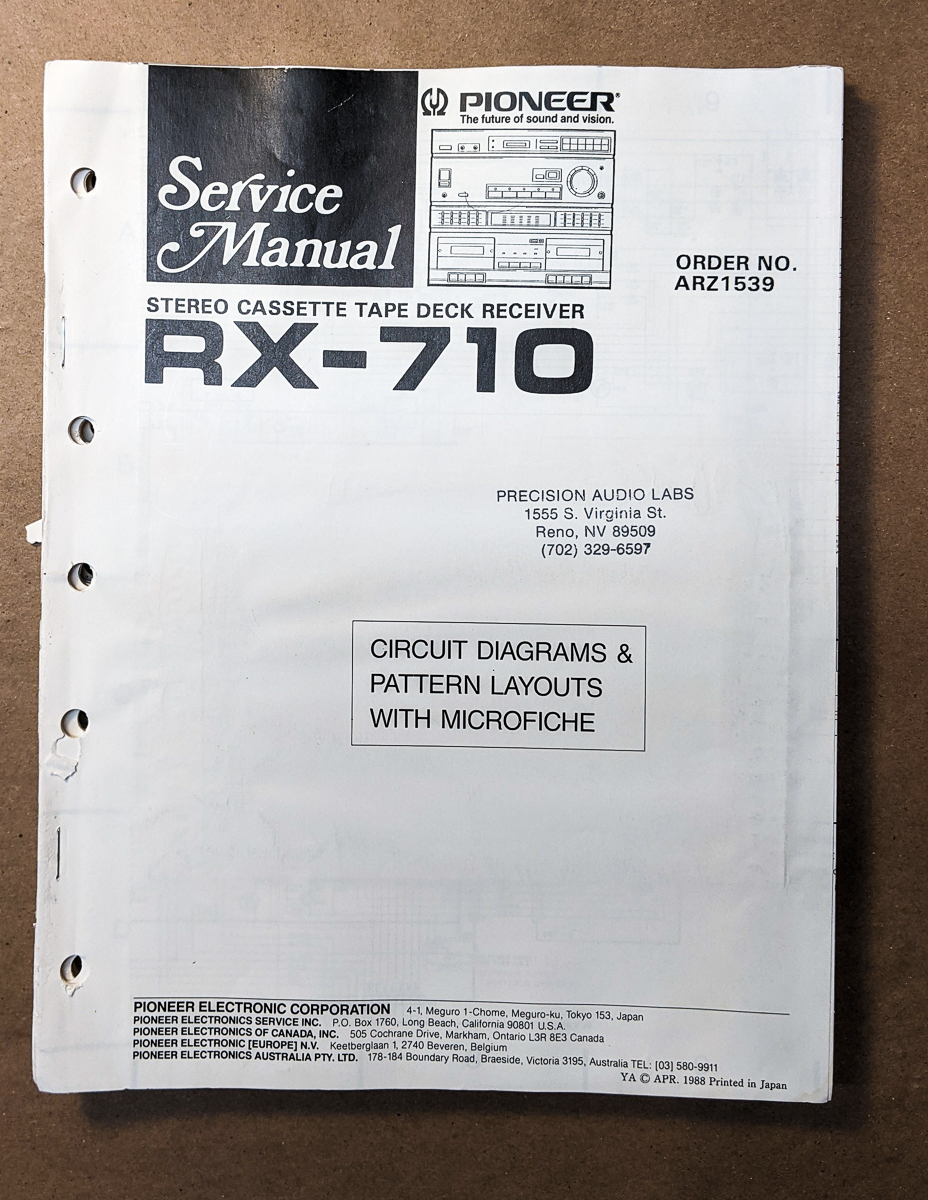 Service
Manual
PIONEER®
The future of sound and vision.
ORDER NO.
ARZ1539
STEREO CASSETTE TAPE DECK RECEIVER
RX-710
PRECISION AUDIO LABS
1555 S. Virginia St.
Reno, NV 89509
(702) 329-6597
CIRCUIT DIAGRAMS &
PATTERN LAYOUTS
WITH MICROFICHE
PIONEER ELECTRONIC CORPORATION 4-1, Meguro 1-Chome, Meguro-ku, Tokyo 153, Japan
PIONEER ELECTRONICS SERVICE INC. P.O. Box 1760, Long Beach, California 90801 U.S.A.
PIONEER ELECTRONICS OF CANADA, INC. 505 Cochrane Drive, Markham, Ontario L3R 8E3 Canada
PIONEER ELECTRONIC [EUROPE] N.V. Keetberglaan 1, 2740 Beveren, Belgium
PIONEER ELECTRONICS AUSTRALIA PTY. LTD. 178-184 Boundary Road, Braeside, Victoria 3195, Australia TEL: [03] 580-9911
YA © APR. 1988 Printed in Japan